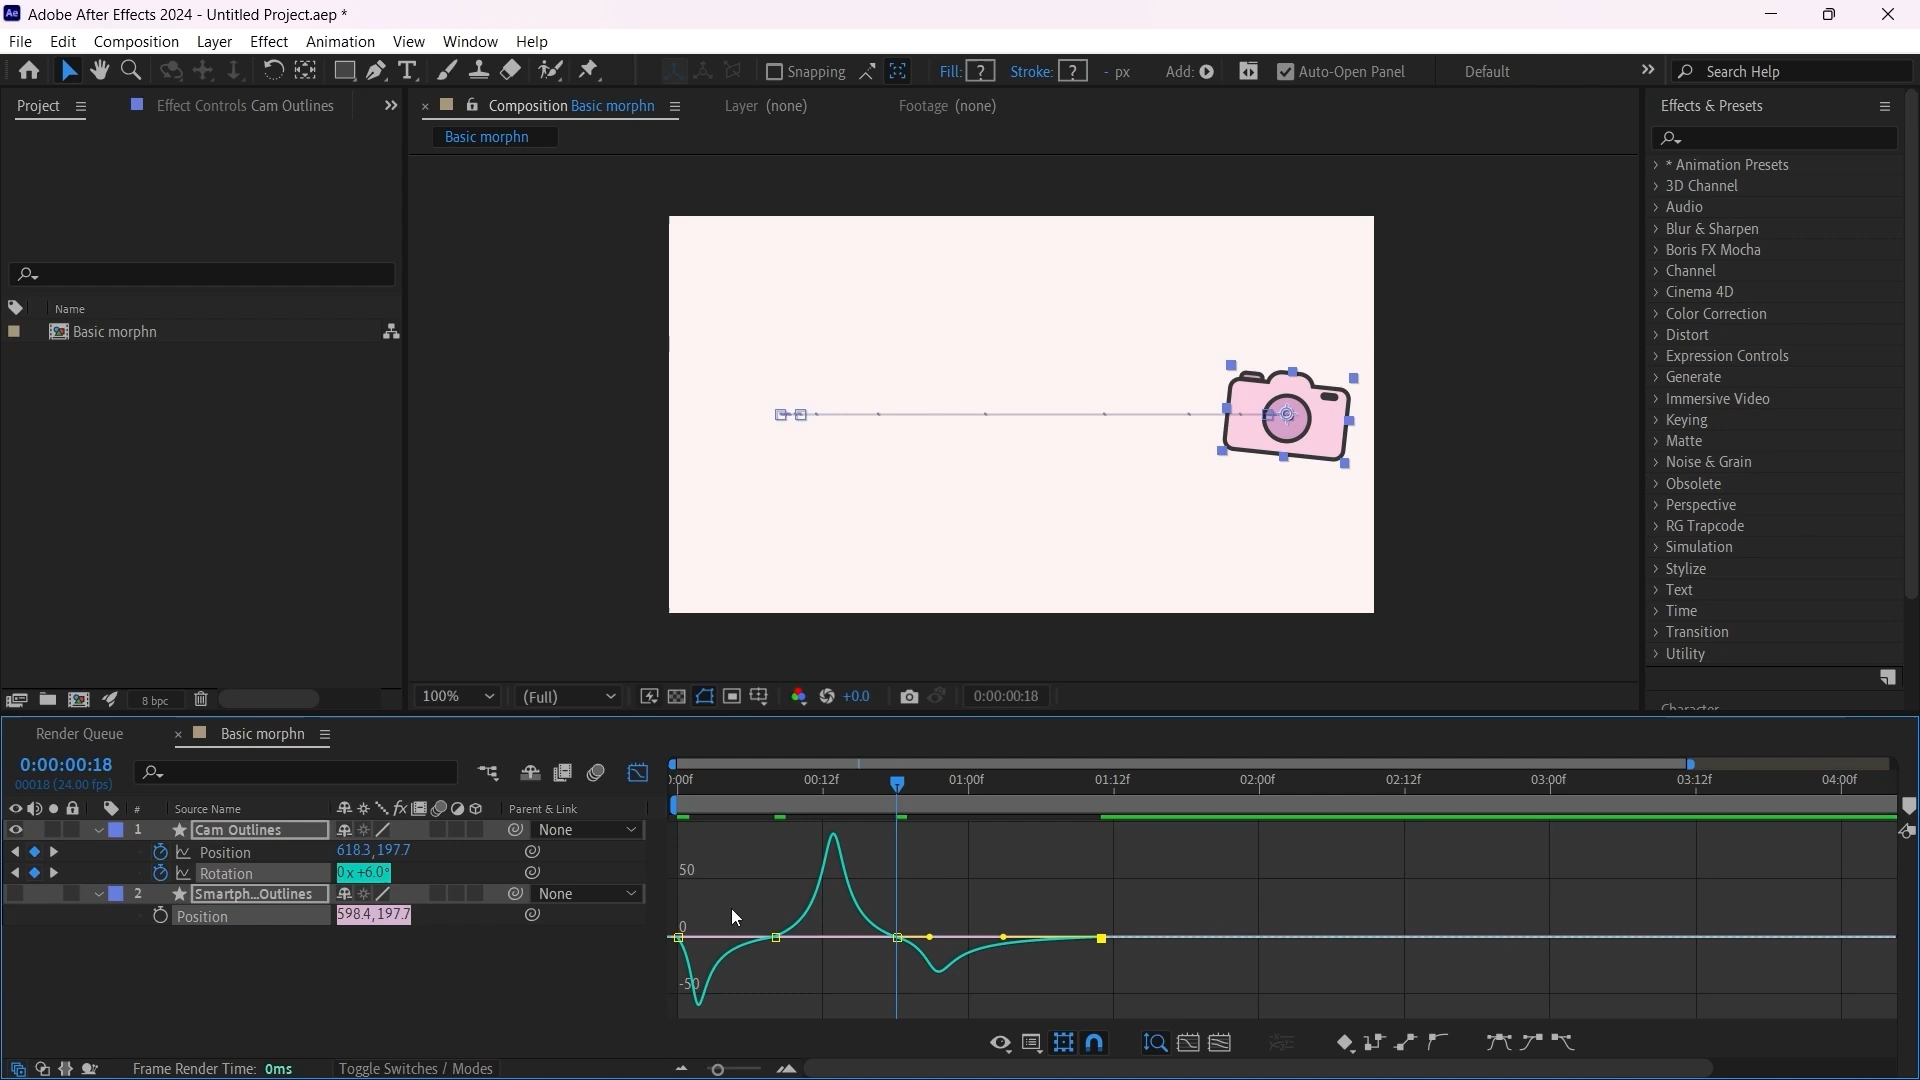 Ae Adobe After Effects 2024 - Untitled Project.aep *
File Edit Composition Layer Effect Animation View Window Help
Snapping Fill: ? Stroke: ? - px Add: Auto-Open Panel Default Search Help
Project Effect Controls Cam Outlines
Composition Basic morphn Layer (none) Footage (none)
Basic morphn
Name
Basic morphn
8 bpc
100% (Full) +0.0 0:00:00:18
Effects & Presets
* Animation Presets
3D Channel
Audio
Blur & Sharpen
Boris FX Mocha
Channel
Cinema 4D
Color Correction
Distort
Expression Controls
Generate
Immersive Video
Keying
Matte
Noise & Grain
Obsolete
Perspective
RG Trapcode
Simulation
Stylize
Text
Time
Transition
Utility
Character
Render Queue Basic morphn
0:00:00:18
00018 (24.00 fps)
# Source Name fx Parent & Link
1 Cam Outlines None
Position 618.3, 197.7
Rotation 0x+6.0°
2 Smartph...Outlines None
Position 598.4, 197.7
):00f 00:12f 01:00f 01:12f 02:00f 02:12f 03:00f 03:12f 04:00f
50
0
-50
Frame Render Time: 0ms Toggle Switches / Modes